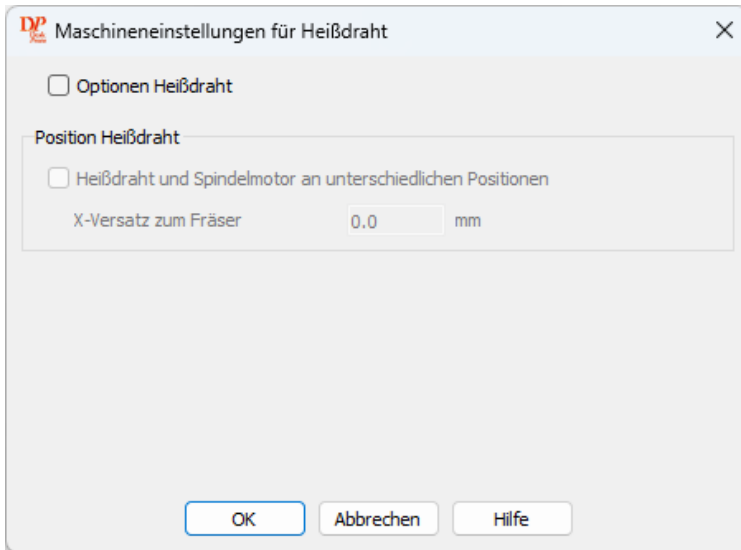 DP
Maschineneinstellungen für Heißdraht
Optionen Heißdraht
Position Heißdraht
Heißdraht und Spindelmotor an unterschiedlichen Positionen
X-Versatz zum Fräser 0.0 mm
OK Abbrechen Hilfe